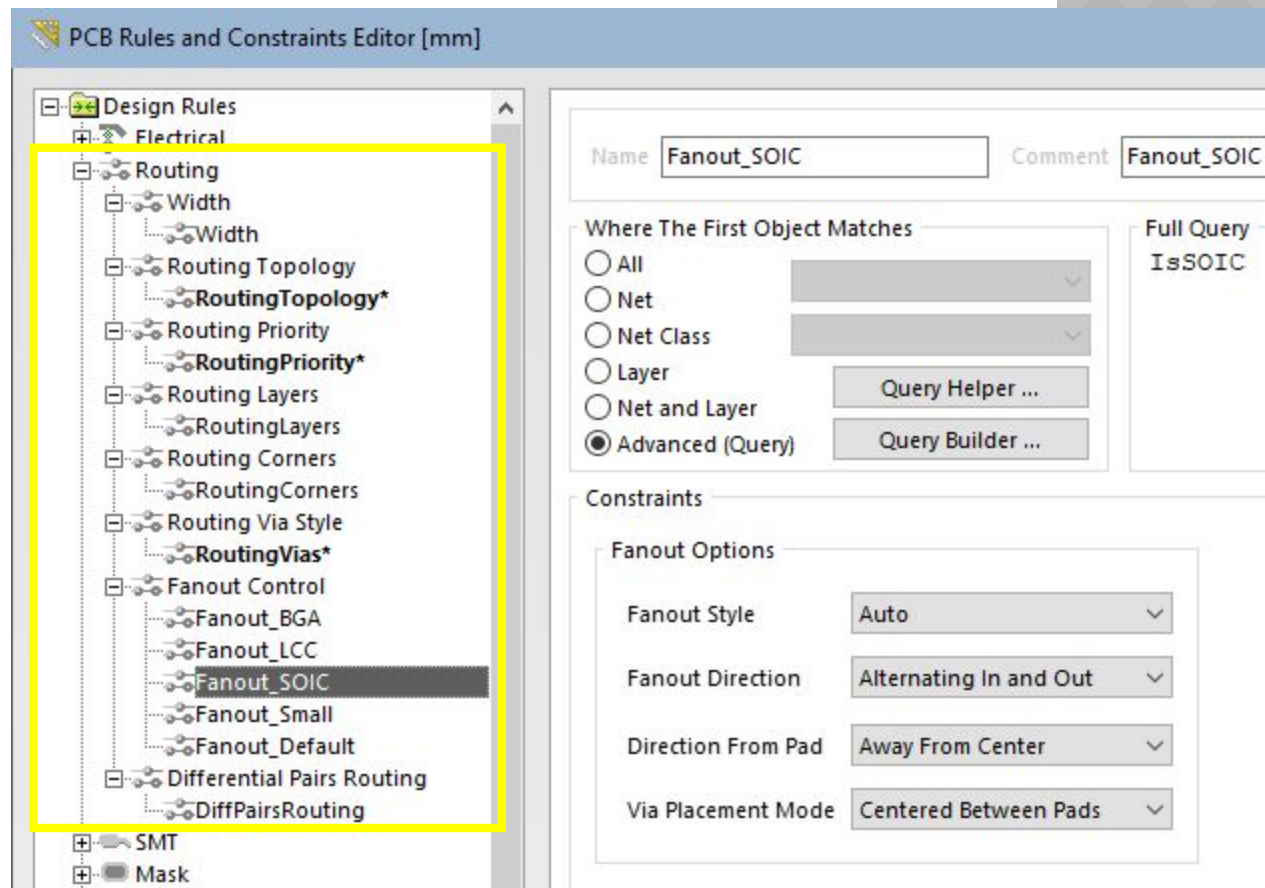 PCB Rules and Constraints Editor [mm]
Design Rules
Electrical
Routing
Width
Width
Routing Topology
RoutingTopology*
Routing Priority
RoutingPriority*
Routing Layers
RoutingLayers
Routing Corners
RoutingCorners
Routing Via Style
RoutingVias*
Fanout Control
Fanout_BGA
Fanout_LCC
Fanout_SOIC
Fanout_Small
Fanout_Default
Differential Pairs Routing
DiffPairsRouting
SMT
Mask
Name Fanout_SOIC Comment Fanout_SOIC
Where The First Object Matches
All
Net
Net Class
Layer
Net and Layer
Advanced (Query)
Query Helper ...
Query Builder ...
Full Query
IsSOIC
Constraints
Fanout Options
Fanout Style Auto
Fanout Direction Alternating In and Out
Direction From Pad Away From Center
Via Placement Mode Centered Between Pads